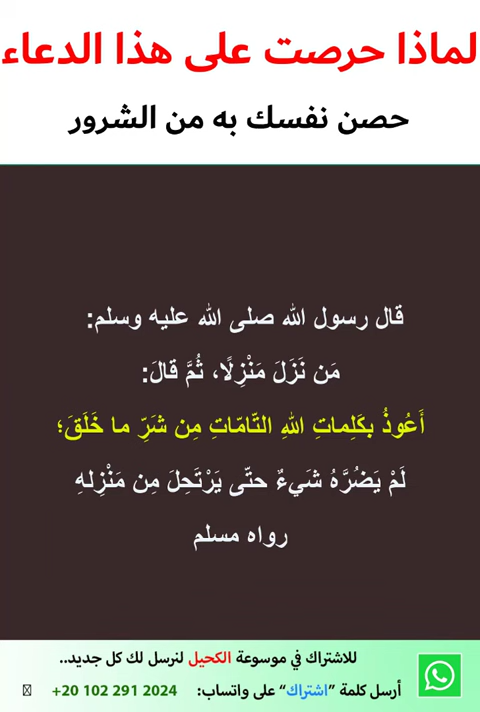 لماذا حرصت على هذا الدعاء
حصن نفسك به من الشرور
قال رسول الله صلى الله عليه وسلم:
مَن نَزَلَ مَنْزِلًا، ثُمَّ قالَ:
أَعُوذُ بكَلِماتِ اللهِ التّامّاتِ مِن شَرِّ ما خَلَقَ؛
لَمْ يَضُرَّهُ شَيءٌ حتّى يَرْتَحِلَ مِن مَنْزِلهِ
رواه مسلم
للاشتراك في موسوعة الكحيل لنرسل لك كل جديد..
أرسل كلمة "اشتراك" على واتساب: +20 102 291 2024